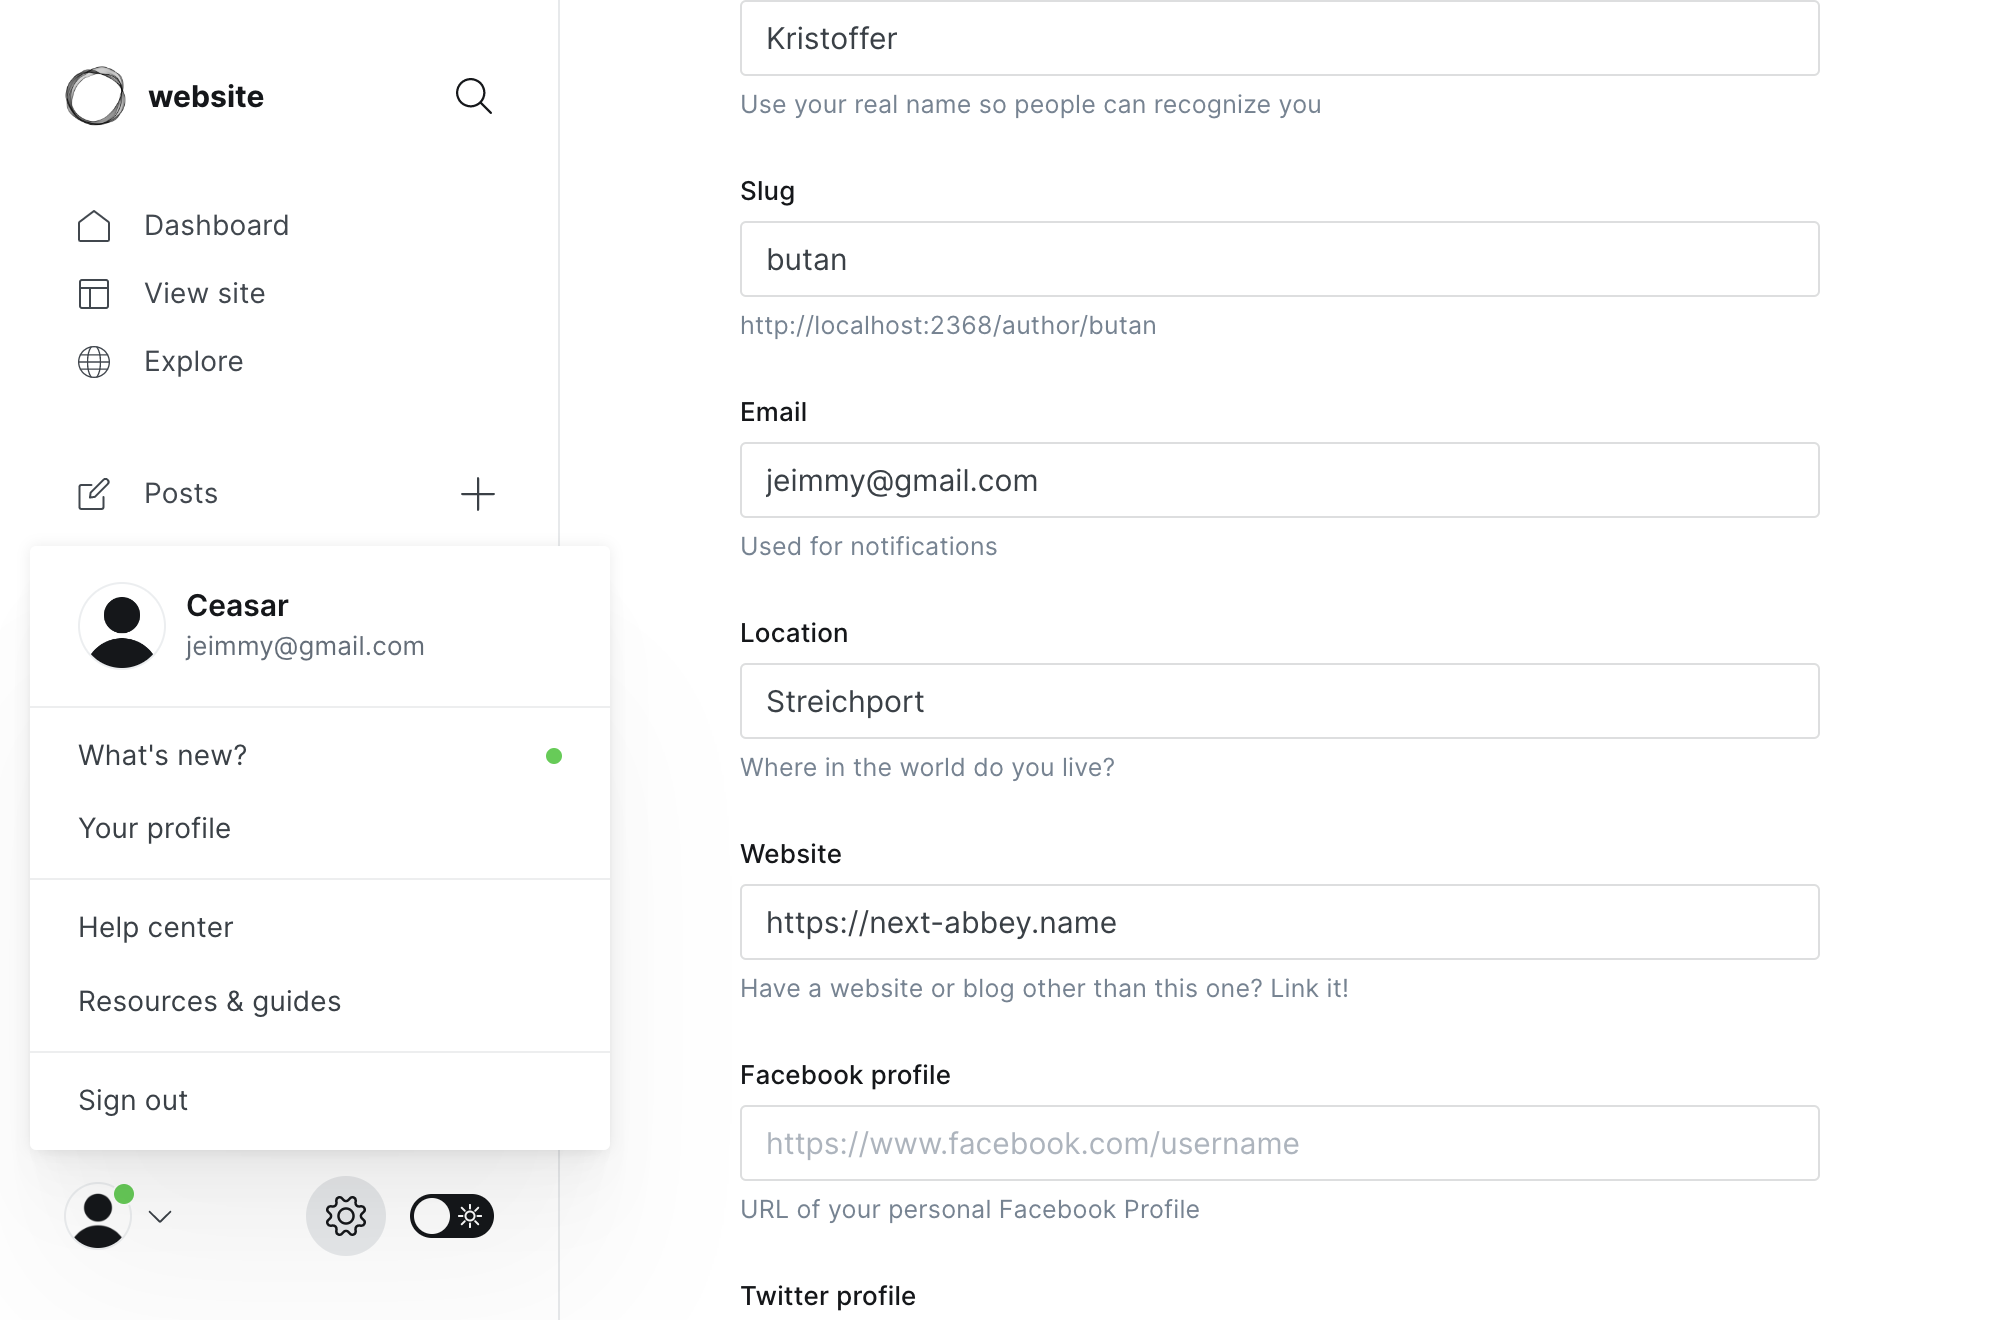 website
Dashboard
View site
Explore
Posts
Ceasar
jeimmy@gmail.com
What's new?
Your profile
Help center
Resources & guides
Sign out
Kristoffer
Use your real name so people can recognize you
Slug
butan
http://localhost:2368/author/butan
Email
jeimmy@gmail.com
Used for notifications
Location
Streichport
Where in the world do you live?
Website
https://next-abbey.name
Have a website or blog other than this one? Link it!
Facebook profile
https://www.facebook.com/username
URL of your personal Facebook Profile
Twitter profile